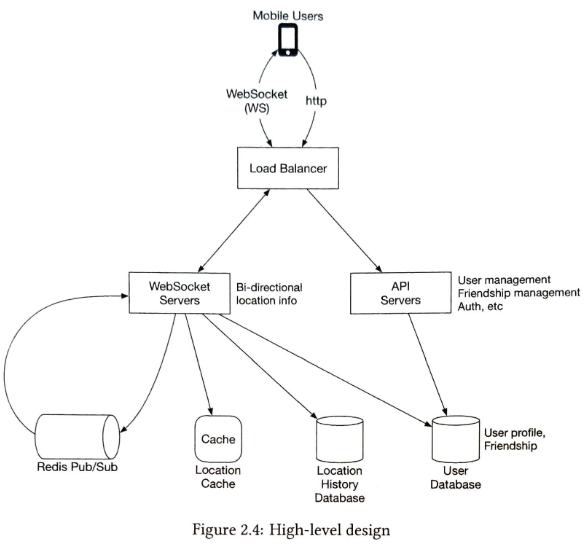 Mobile Users
WebSocket
(WS)
http
Load Balancer
WebSocket
Servers
Bi-directional
location info
API
Servers
User management
Friendship management
Auth, etc
Redis Pub/Sub
Cache
Location
Cache
Location
History
Database
User profile,
Friendship
User
Database
Figure 2.4: High-level design